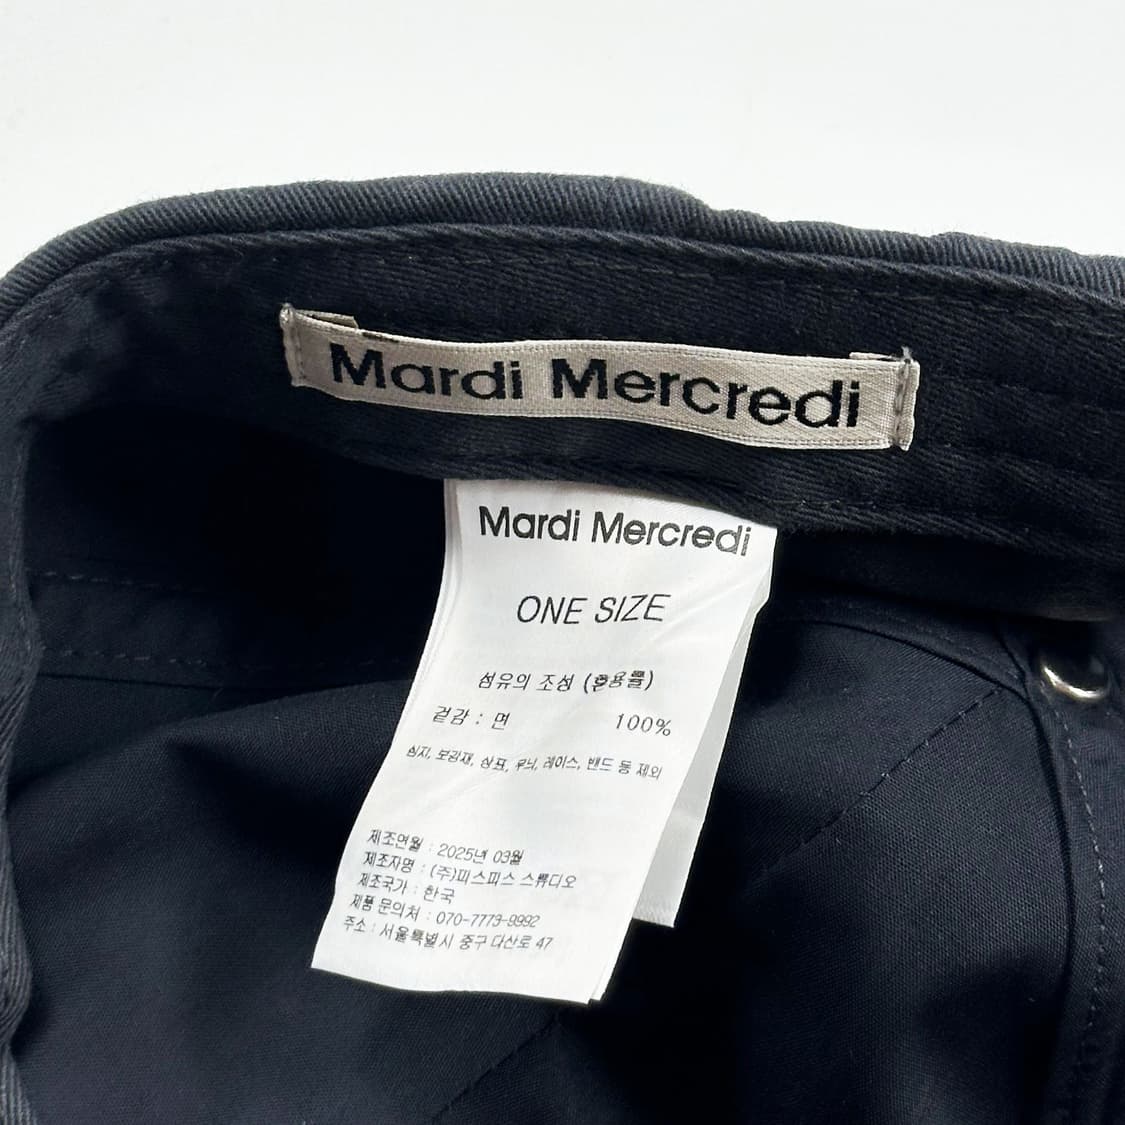 Mardi Mercredi
Mardi Mercredi
ONE SIZE
섬유의 조성 (혼용률)
겉감 : 면 100%
심지, 보강재, 상표, 무늬, 레이스, 밴드 등 제외
제조연월 : 2025년 03월
제조자명 : (주)피스피스 스튜디오
제조국가 : 한국
제품 문의처 : 070-7773-9992
주소 : 서울특별시 중구 다산로 47